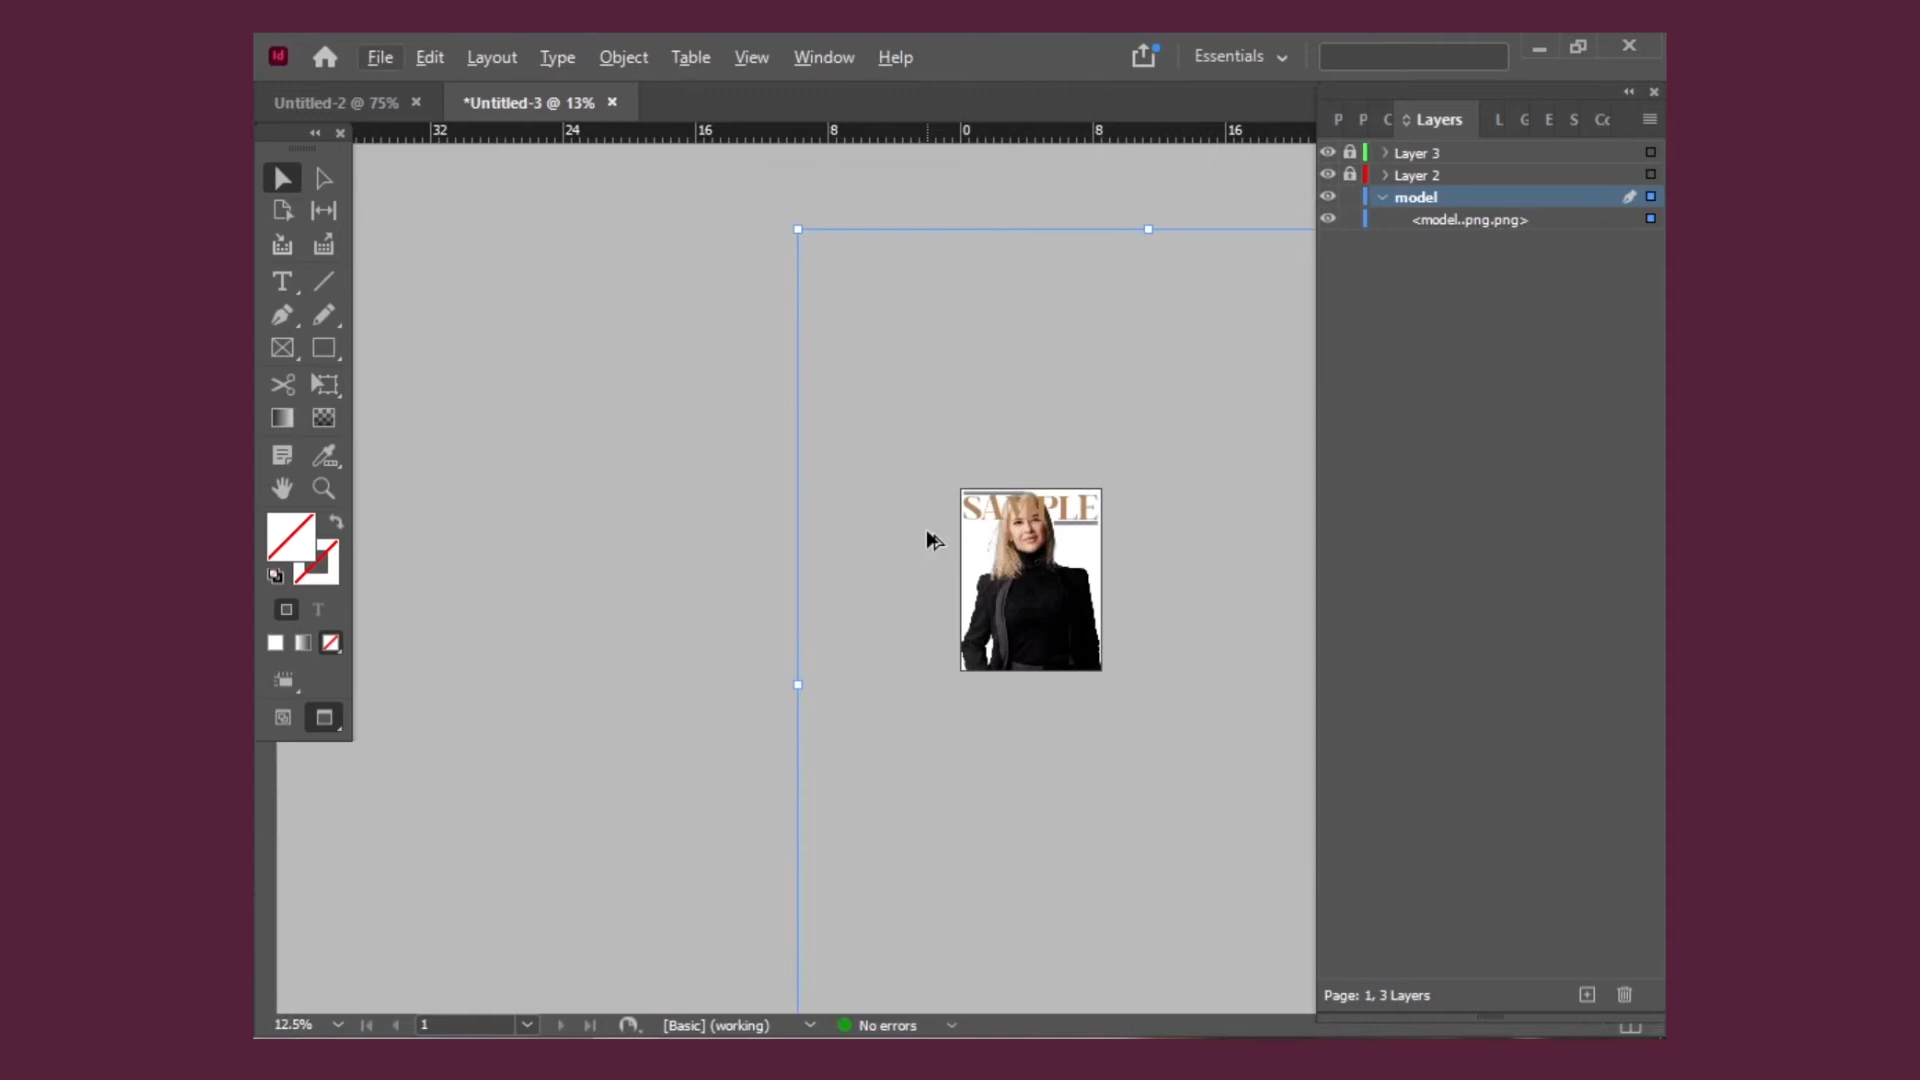 Id File Edit Layout Type Object Table View Window Help Essentials
Untitled-2 @ 75% *Untitled-3 @ 13%
32 24 16 8 0 8 16
P P C Layers L G E S Cc
Layer 3
Layer 2
model
<model..png.png>
T
SAMPLE
T
Page: 1, 3 Layers
12.5% 1 [Basic] (working) No errors